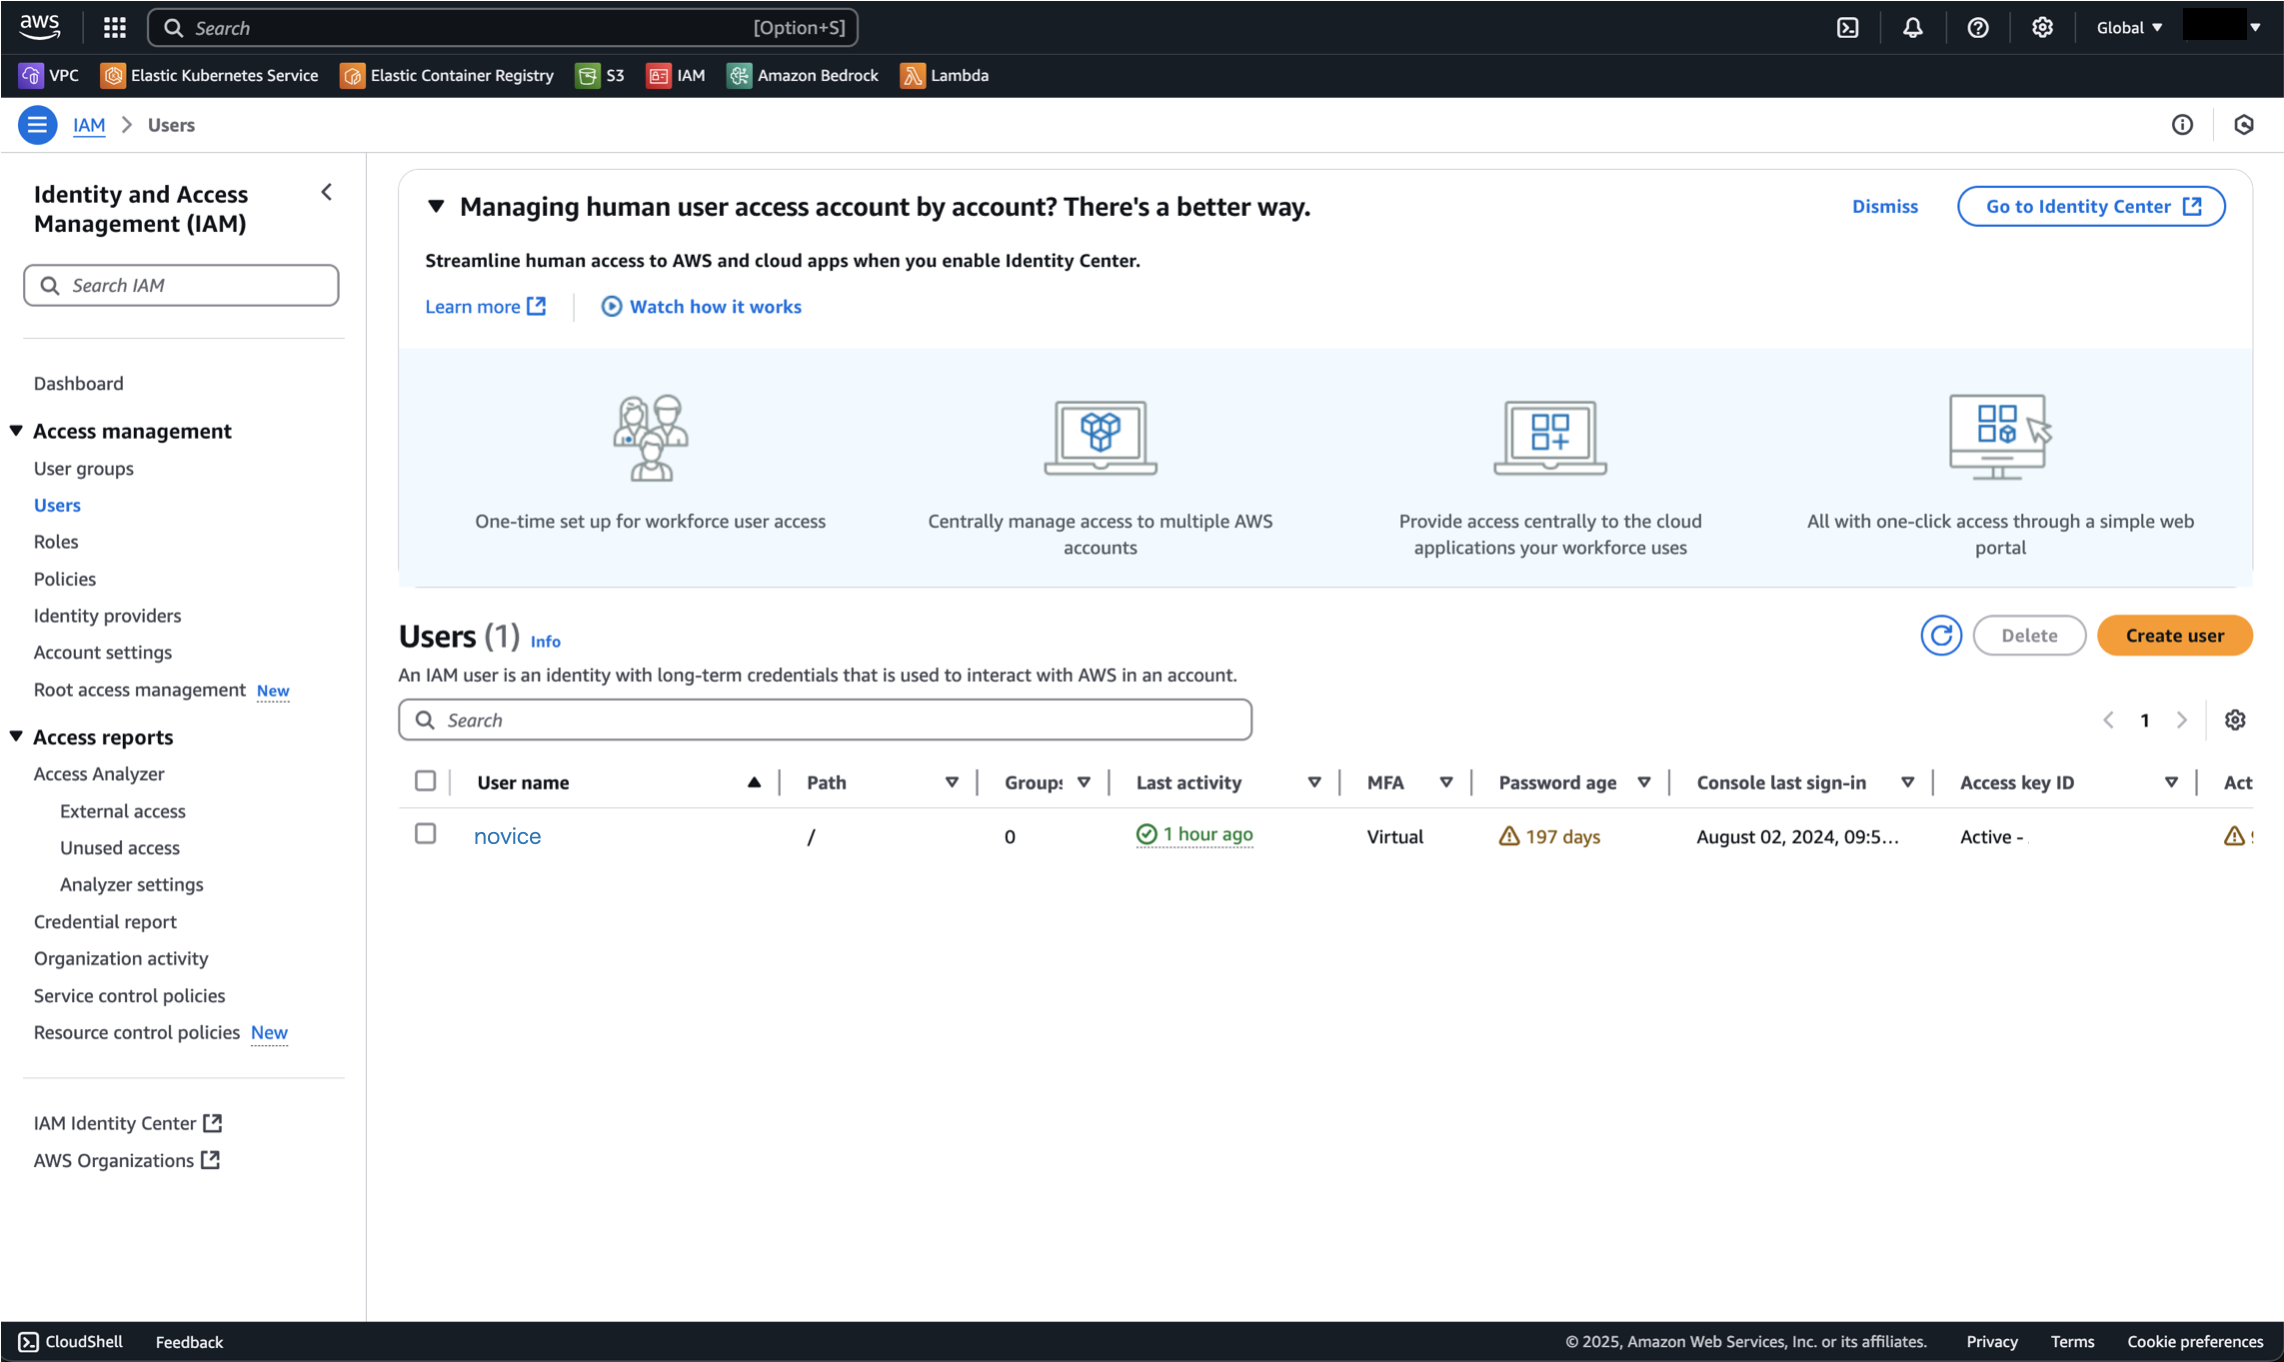 aws
Search [Option+S]
Global
VPC Elastic Kubernetes Service Elastic Container Registry S3 IAM Amazon Bedrock Lambda
IAM Users
Identity and Access
Management (IAM)
Search IAM
Dashboard
Access management
User groups
Users
Roles
Policies
Identity providers
Account settings
Root access management New
Access reports
Access Analyzer
External access
Unused access
Analyzer settings
Credential report
Organization activity
Service control policies
Resource control policies New
IAM Identity Center
AWS Organizations
Managing human user access account by account? There's a better way.
Dismiss Go to Identity Center
Streamline human access to AWS and cloud apps when you enable Identity Center.
Learn more Watch how it works
One-time set up for workforce user access
Centrally manage access to multiple AWS
accounts
Provide access centrally to the cloud
applications your workforce uses
All with one-click access through a simple web
portal
Users (1) Info
Delete Create user
An IAM user is an identity with long-term credentials that is used to interact with AWS in an account.
Search
1
User name Path Groups Last activity MFA Password age Console last sign-in Access key ID Act
novice / 0 1 hour ago Virtual 197 days August 02, 2024, 09:5... Active -
CloudShell Feedback © 2025, Amazon Web Services, Inc. or its affiliates. Privacy Terms Cookie preferences